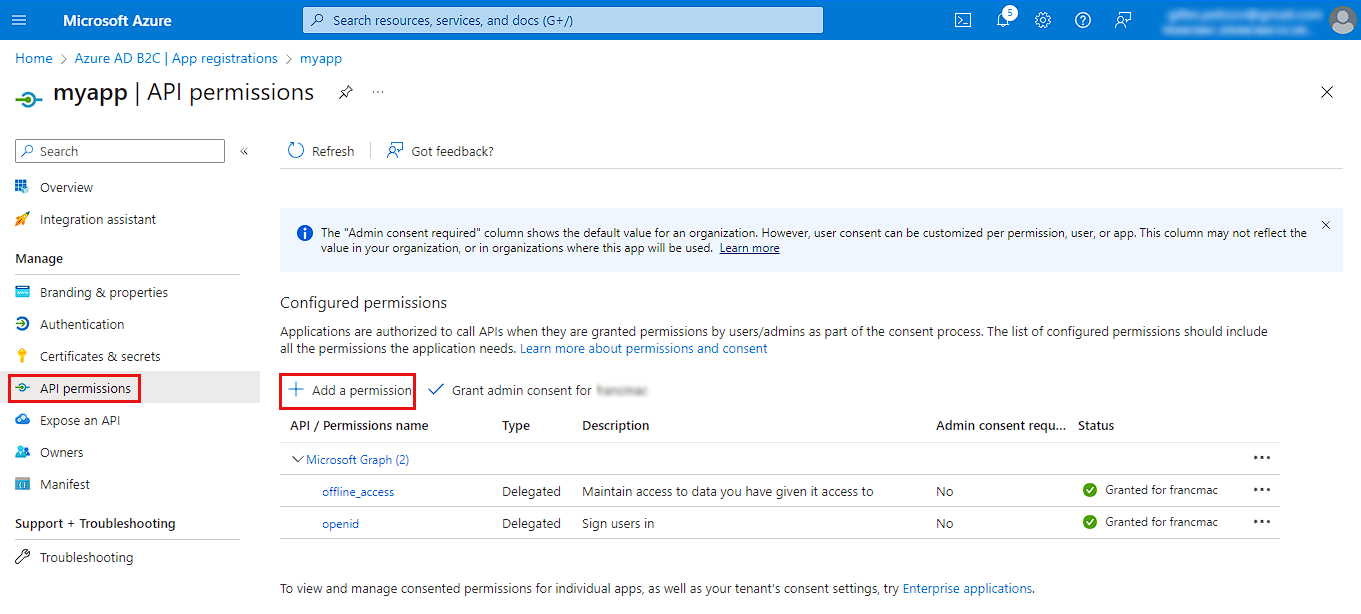 Microsoft Azure
Search resources, services, and docs (G+/)
5
Home > Azure AD B2C | App registrations > myapp
myapp | API permissions
Search
«
Refresh
Got feedback?
Overview
Integration assistant
Manage
Branding & properties
Authentication
Certificates & secrets
API permissions
Expose an API
Owners
Manifest
Support + Troubleshooting
Troubleshooting
The "Admin consent required" column shows the default value for an organization. However, user consent can be customized per permission, user, or app. This column may not reflect the
value in your organization, or in organizations where this app will be used. Learn more
Configured permissions
Applications are authorized to call APIs when they are granted permissions by users/admins as part of the consent process. The list of configured permissions should include
all the permissions the application needs. Learn more about permissions and consent
Add a permission
Grant admin consent for
API / Permissions name Type Description Admin consent requ... Status
Microsoft Graph (2)
offline_access Delegated Maintain access to data you have given it access to No Granted for francmac
openid Delegated Sign users in No Granted for francmac
To view and manage consented permissions for individual apps, as well as your tenant's consent settings, try Enterprise applications.